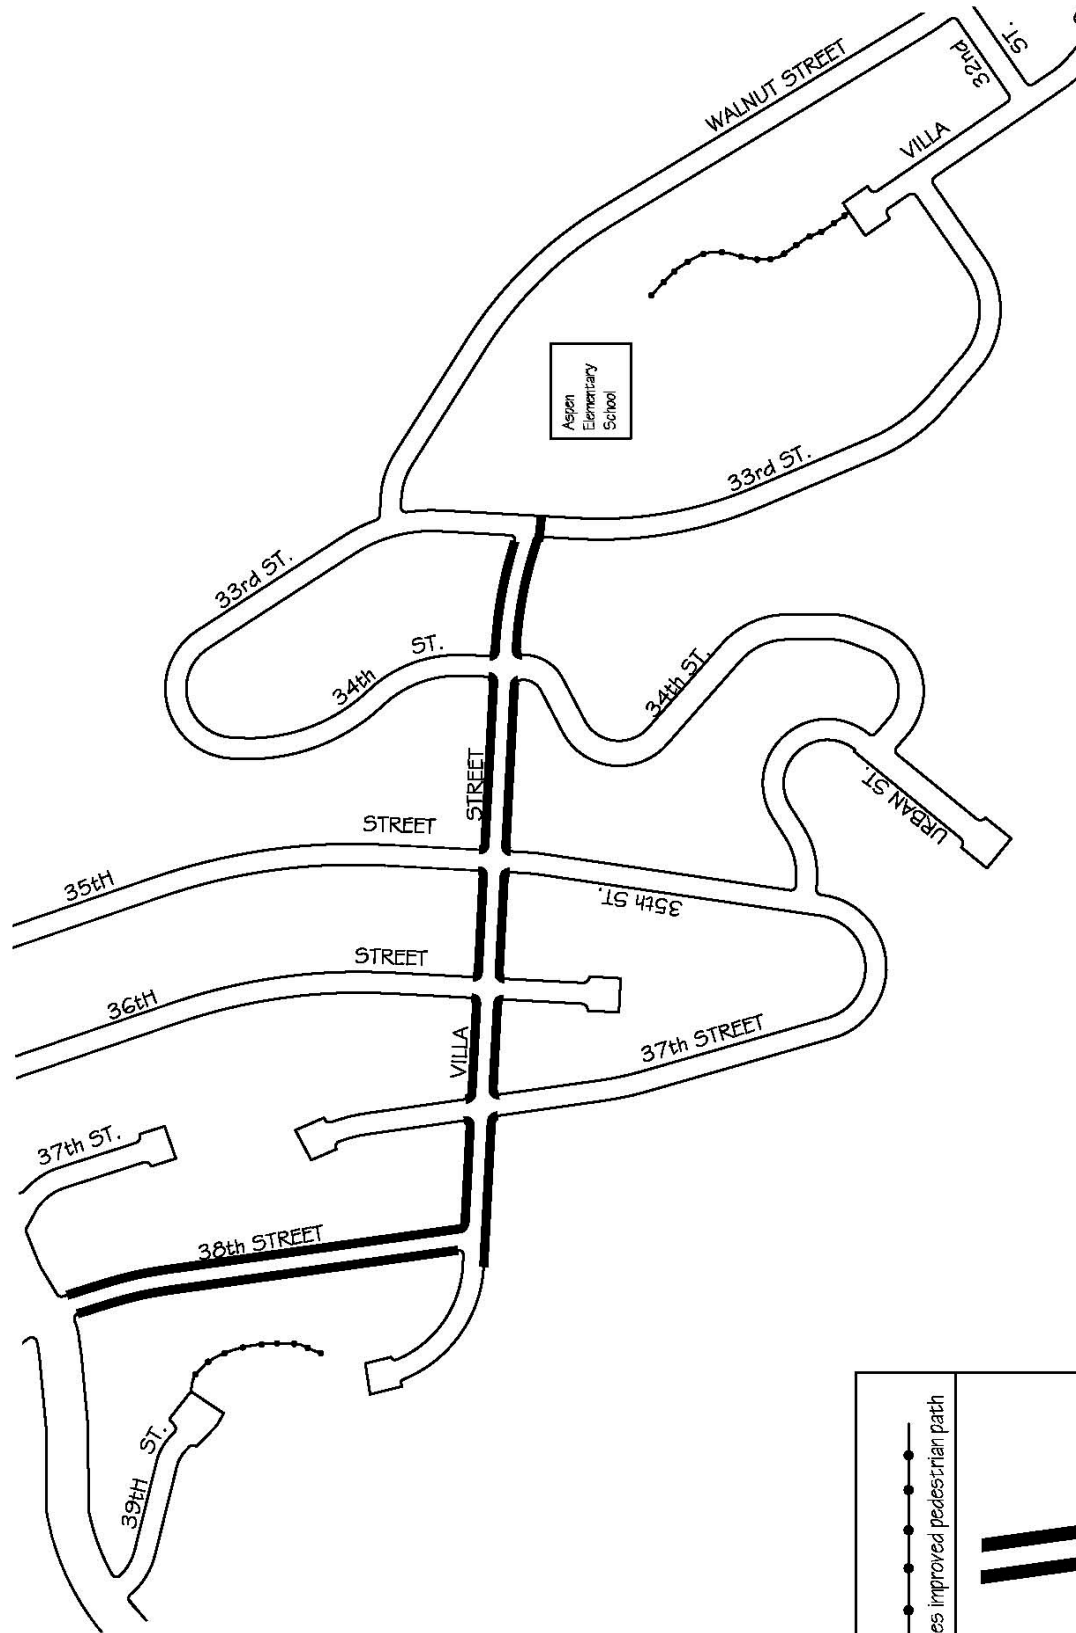 WALNUT STREET
32nd
ST.
VILLA
Aspen
Elementary
School
33rd ST.
33rd ST.
34th
ST.
34th ST.
STREET
URBAN ST.
35tH
STREET
35th ST.
36tH
STREET
VILLA
37th STREET
37th ST.
38th STREET
39tH
ST.
es improved pedestrian path